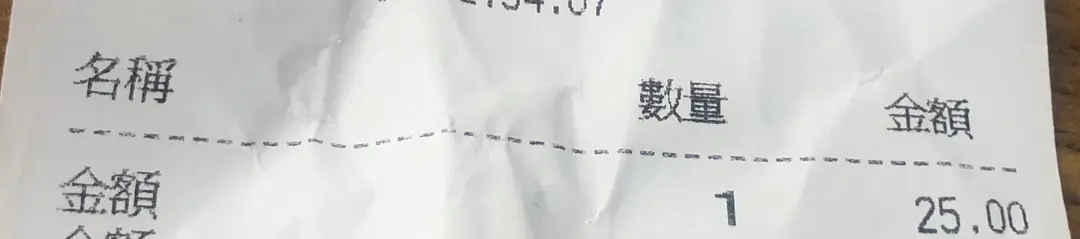 名稱 數量 金額
金額 1 25.00